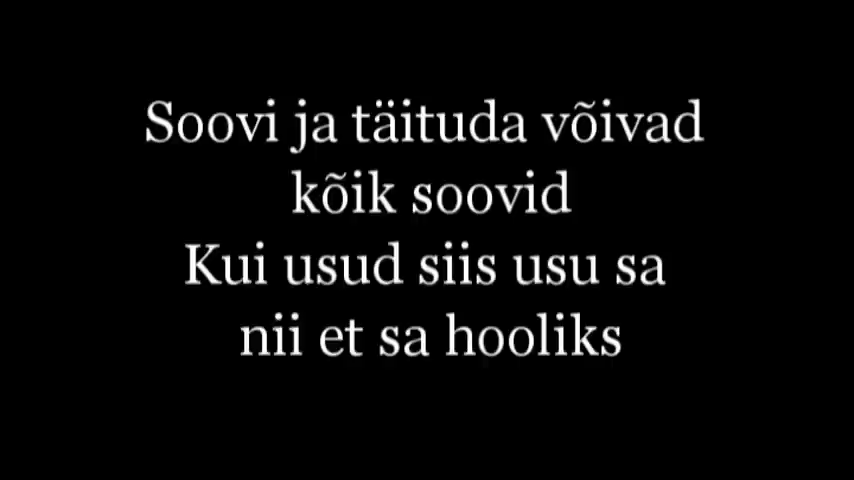 Soovi ja täituda võivad
kõik soovid
Kui usud siis usu sa
nii et sa hooliks